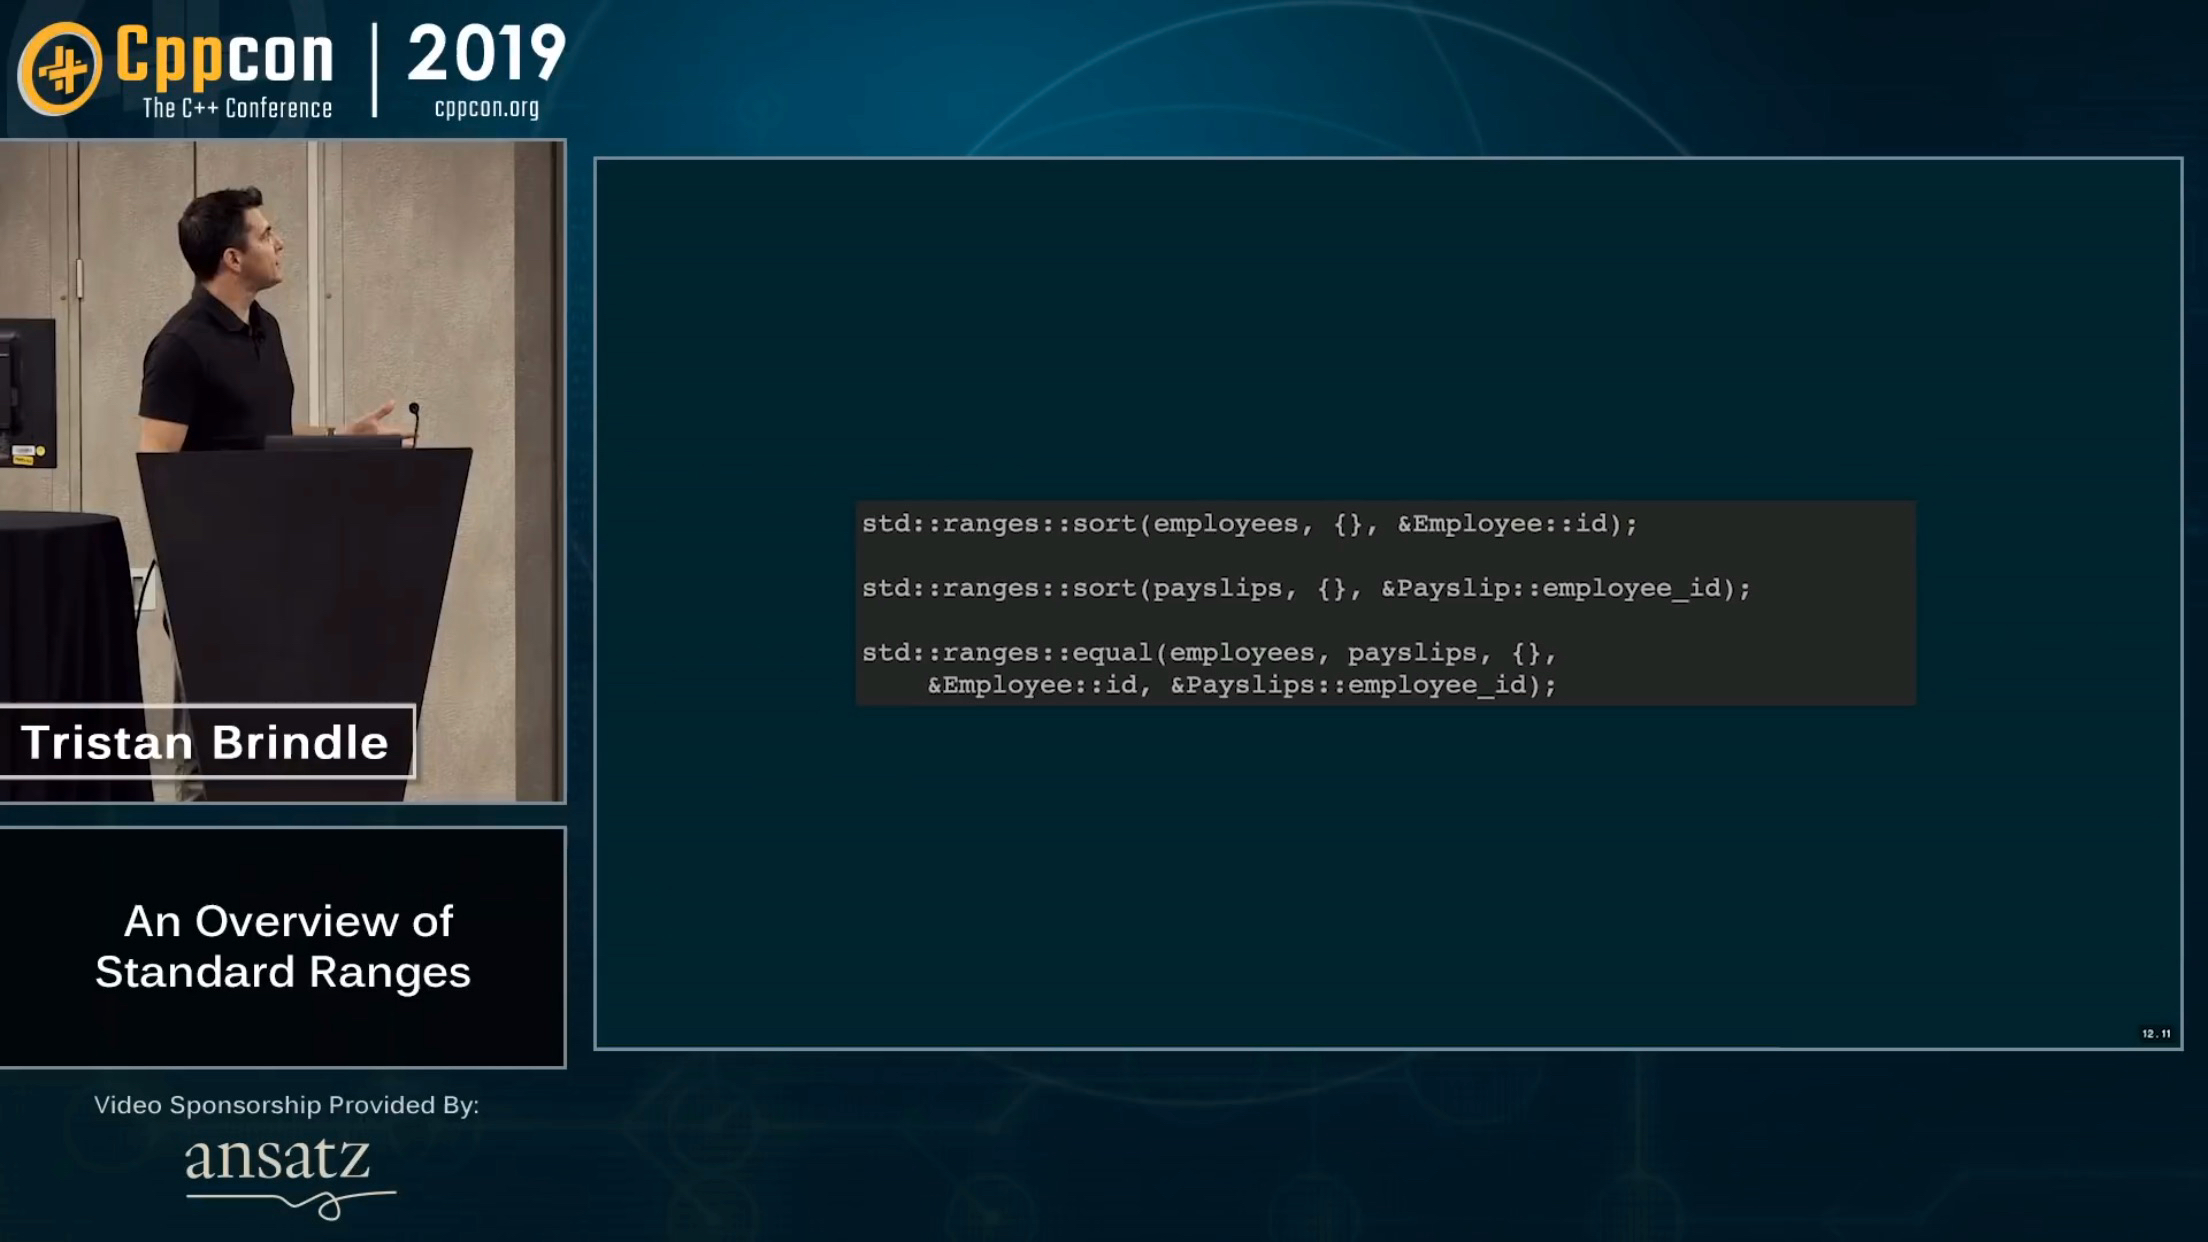 Cppcon
The C++ Conference
2019
cppcon.org
Tristan Brindle
An Overview of
Standard Ranges
Video Sponsorship Provided By:
ansatz
std::ranges::sort(employees, {}, &Employee::id);
std::ranges::sort(payslips, {}, &Payslip::employee_id);
std::ranges::equal(employees, payslips, {},
    &Employee::id, &Payslips::employee_id);
12.11